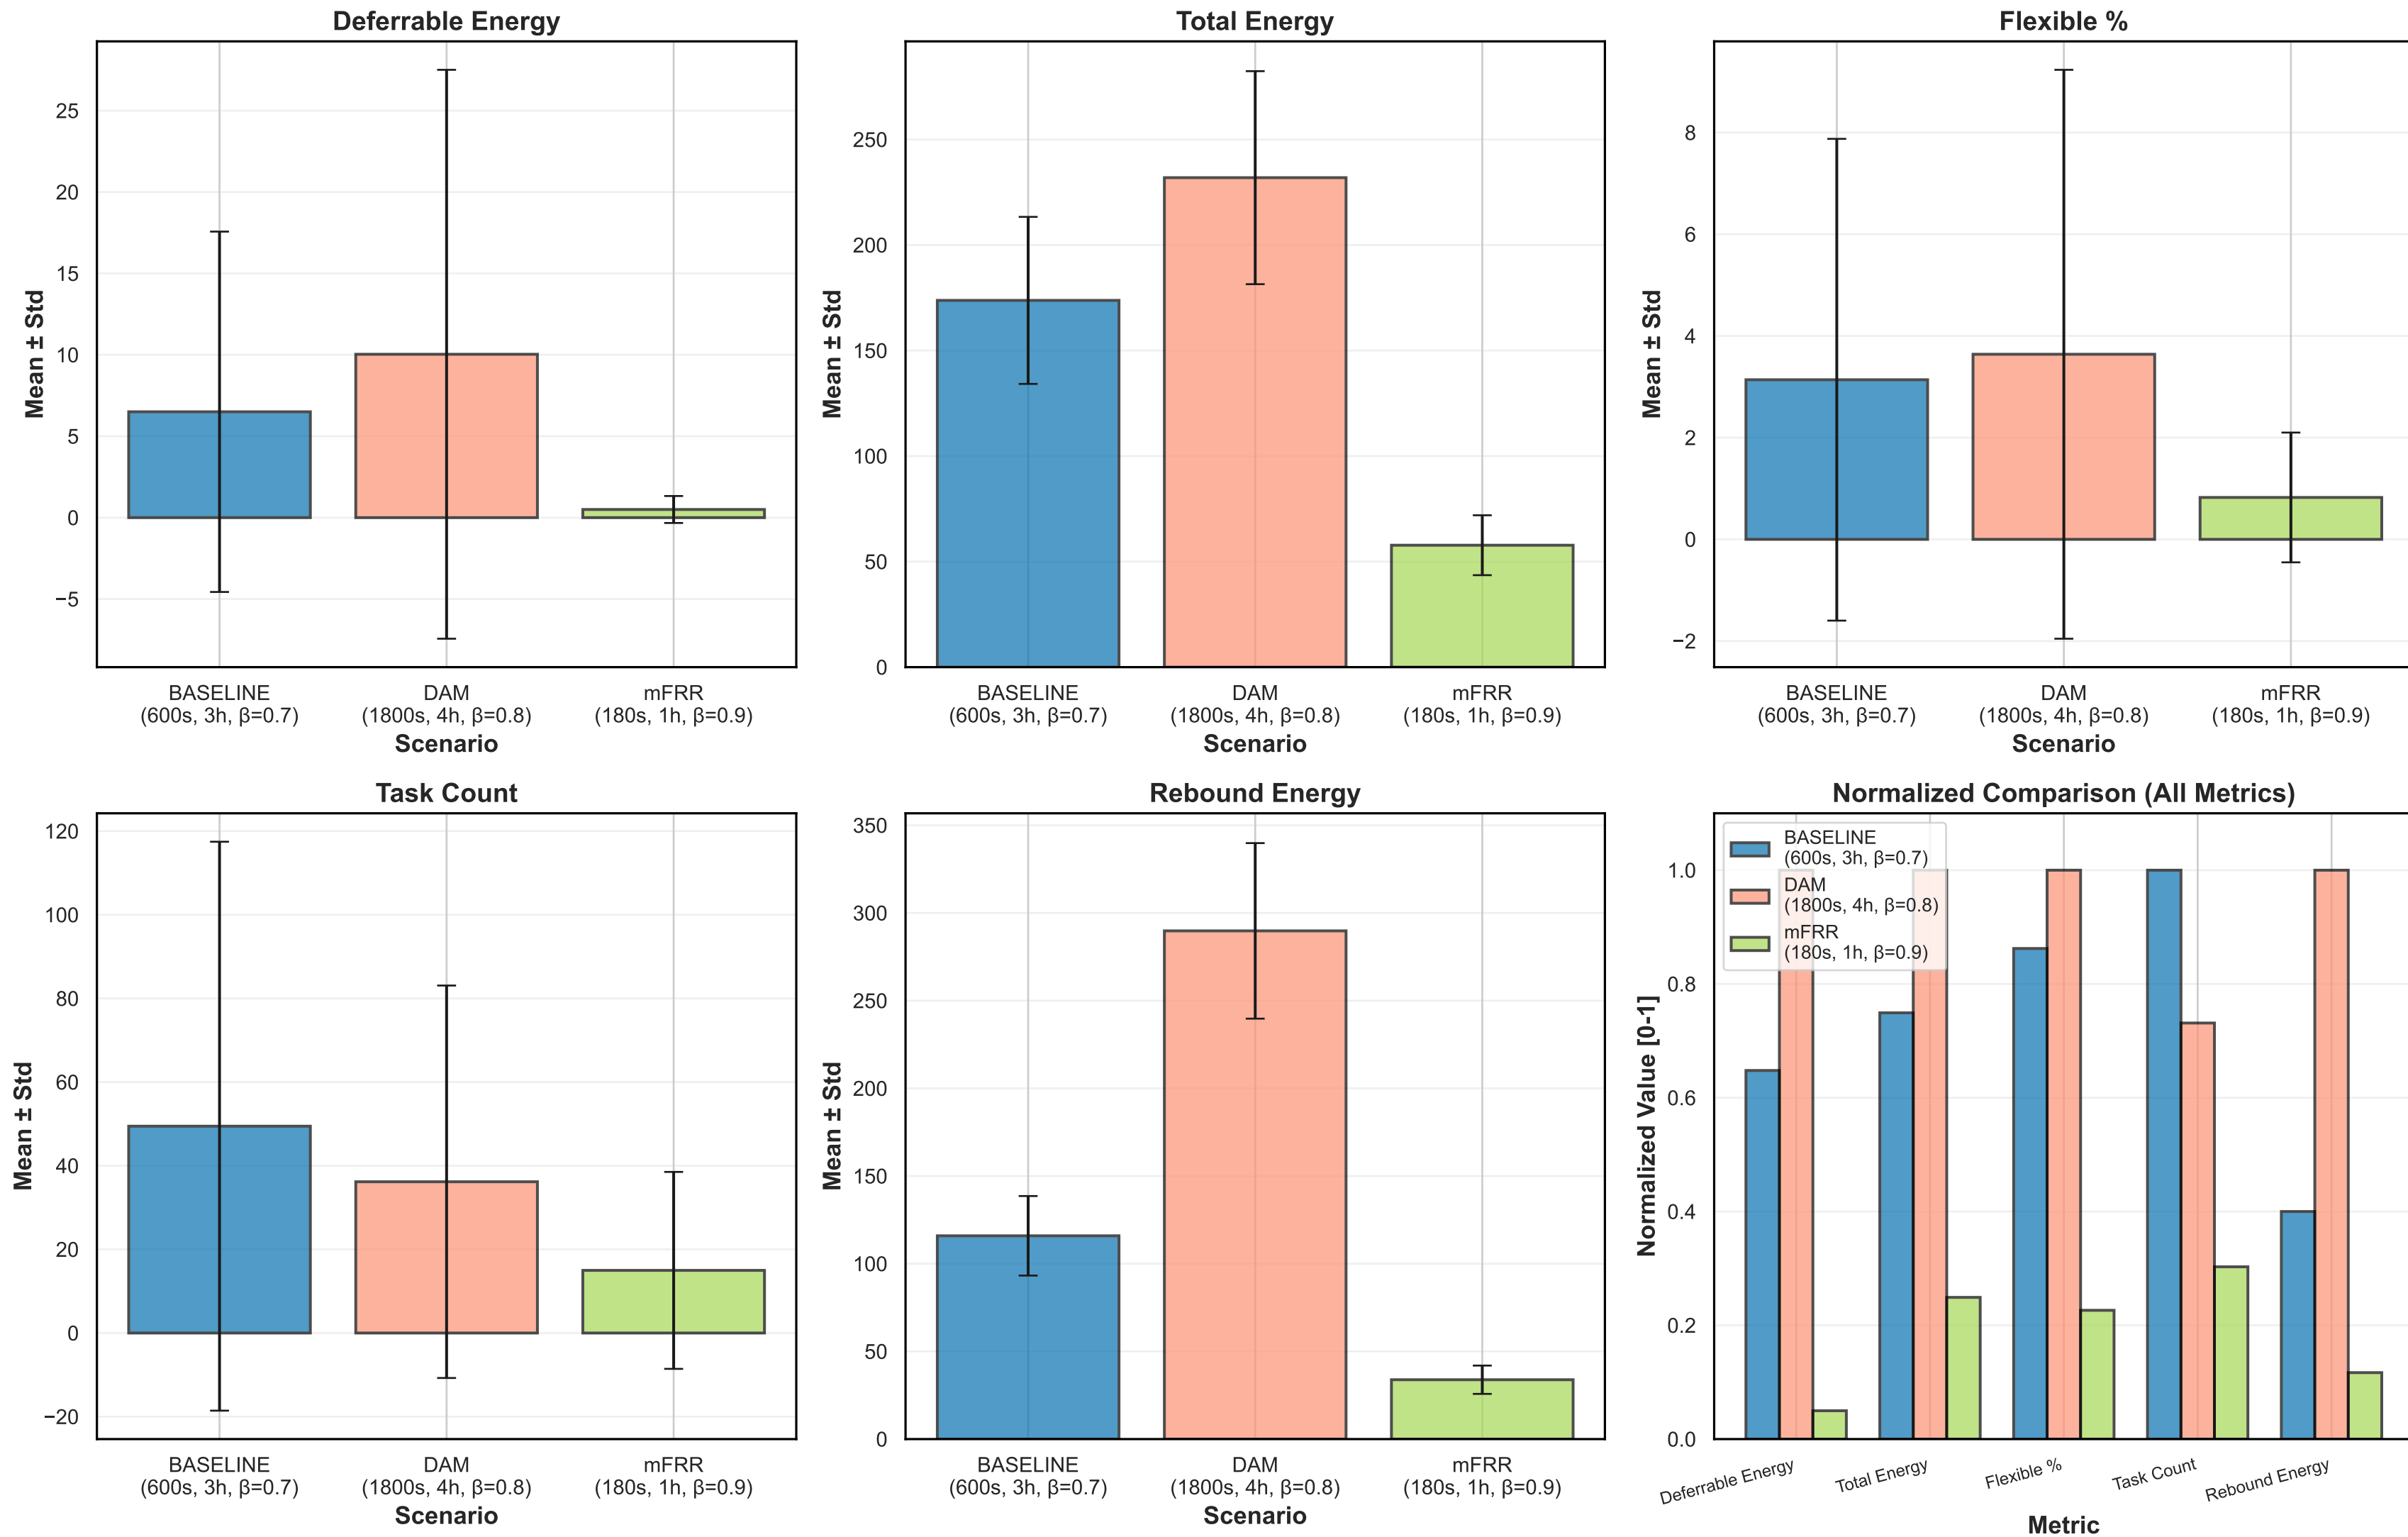 Deferrable Energy
Mean ± Std
25
20
15
10
5
0
−5
BASELINE
(600s, 3h, β=0.7)
DAM
(1800s, 4h, β=0.8)
mFRR
(180s, 1h, β=0.9)
Scenario
Total Energy
Mean ± Std
250
200
150
100
50
0
BASELINE
(600s, 3h, β=0.7)
DAM
(1800s, 4h, β=0.8)
mFRR
(180s, 1h, β=0.9)
Scenario
Flexible %
Mean ± Std
8
6
4
2
0
−2
BASELINE
(600s, 3h, β=0.7)
DAM
(1800s, 4h, β=0.8)
mFRR
(180s, 1h, β=0.9)
Scenario
Task Count
Mean ± Std
120
100
80
60
40
20
0
−20
BASELINE
(600s, 3h, β=0.7)
DAM
(1800s, 4h, β=0.8)
mFRR
(180s, 1h, β=0.9)
Scenario
Rebound Energy
Mean ± Std
350
300
250
200
150
100
50
0
BASELINE
(600s, 3h, β=0.7)
DAM
(1800s, 4h, β=0.8)
mFRR
(180s, 1h, β=0.9)
Scenario
Normalized Comparison (All Metrics)
BASELINE
(600s, 3h, β=0.7)
DAM
(1800s, 4h, β=0.8)
mFRR
(180s, 1h, β=0.9)
Normalized Value [0-1]
1.0
0.8
0.6
0.4
0.2
0.0
Deferrable Energy
Total Energy
Flexible %
Task Count
Rebound Energy
Metric